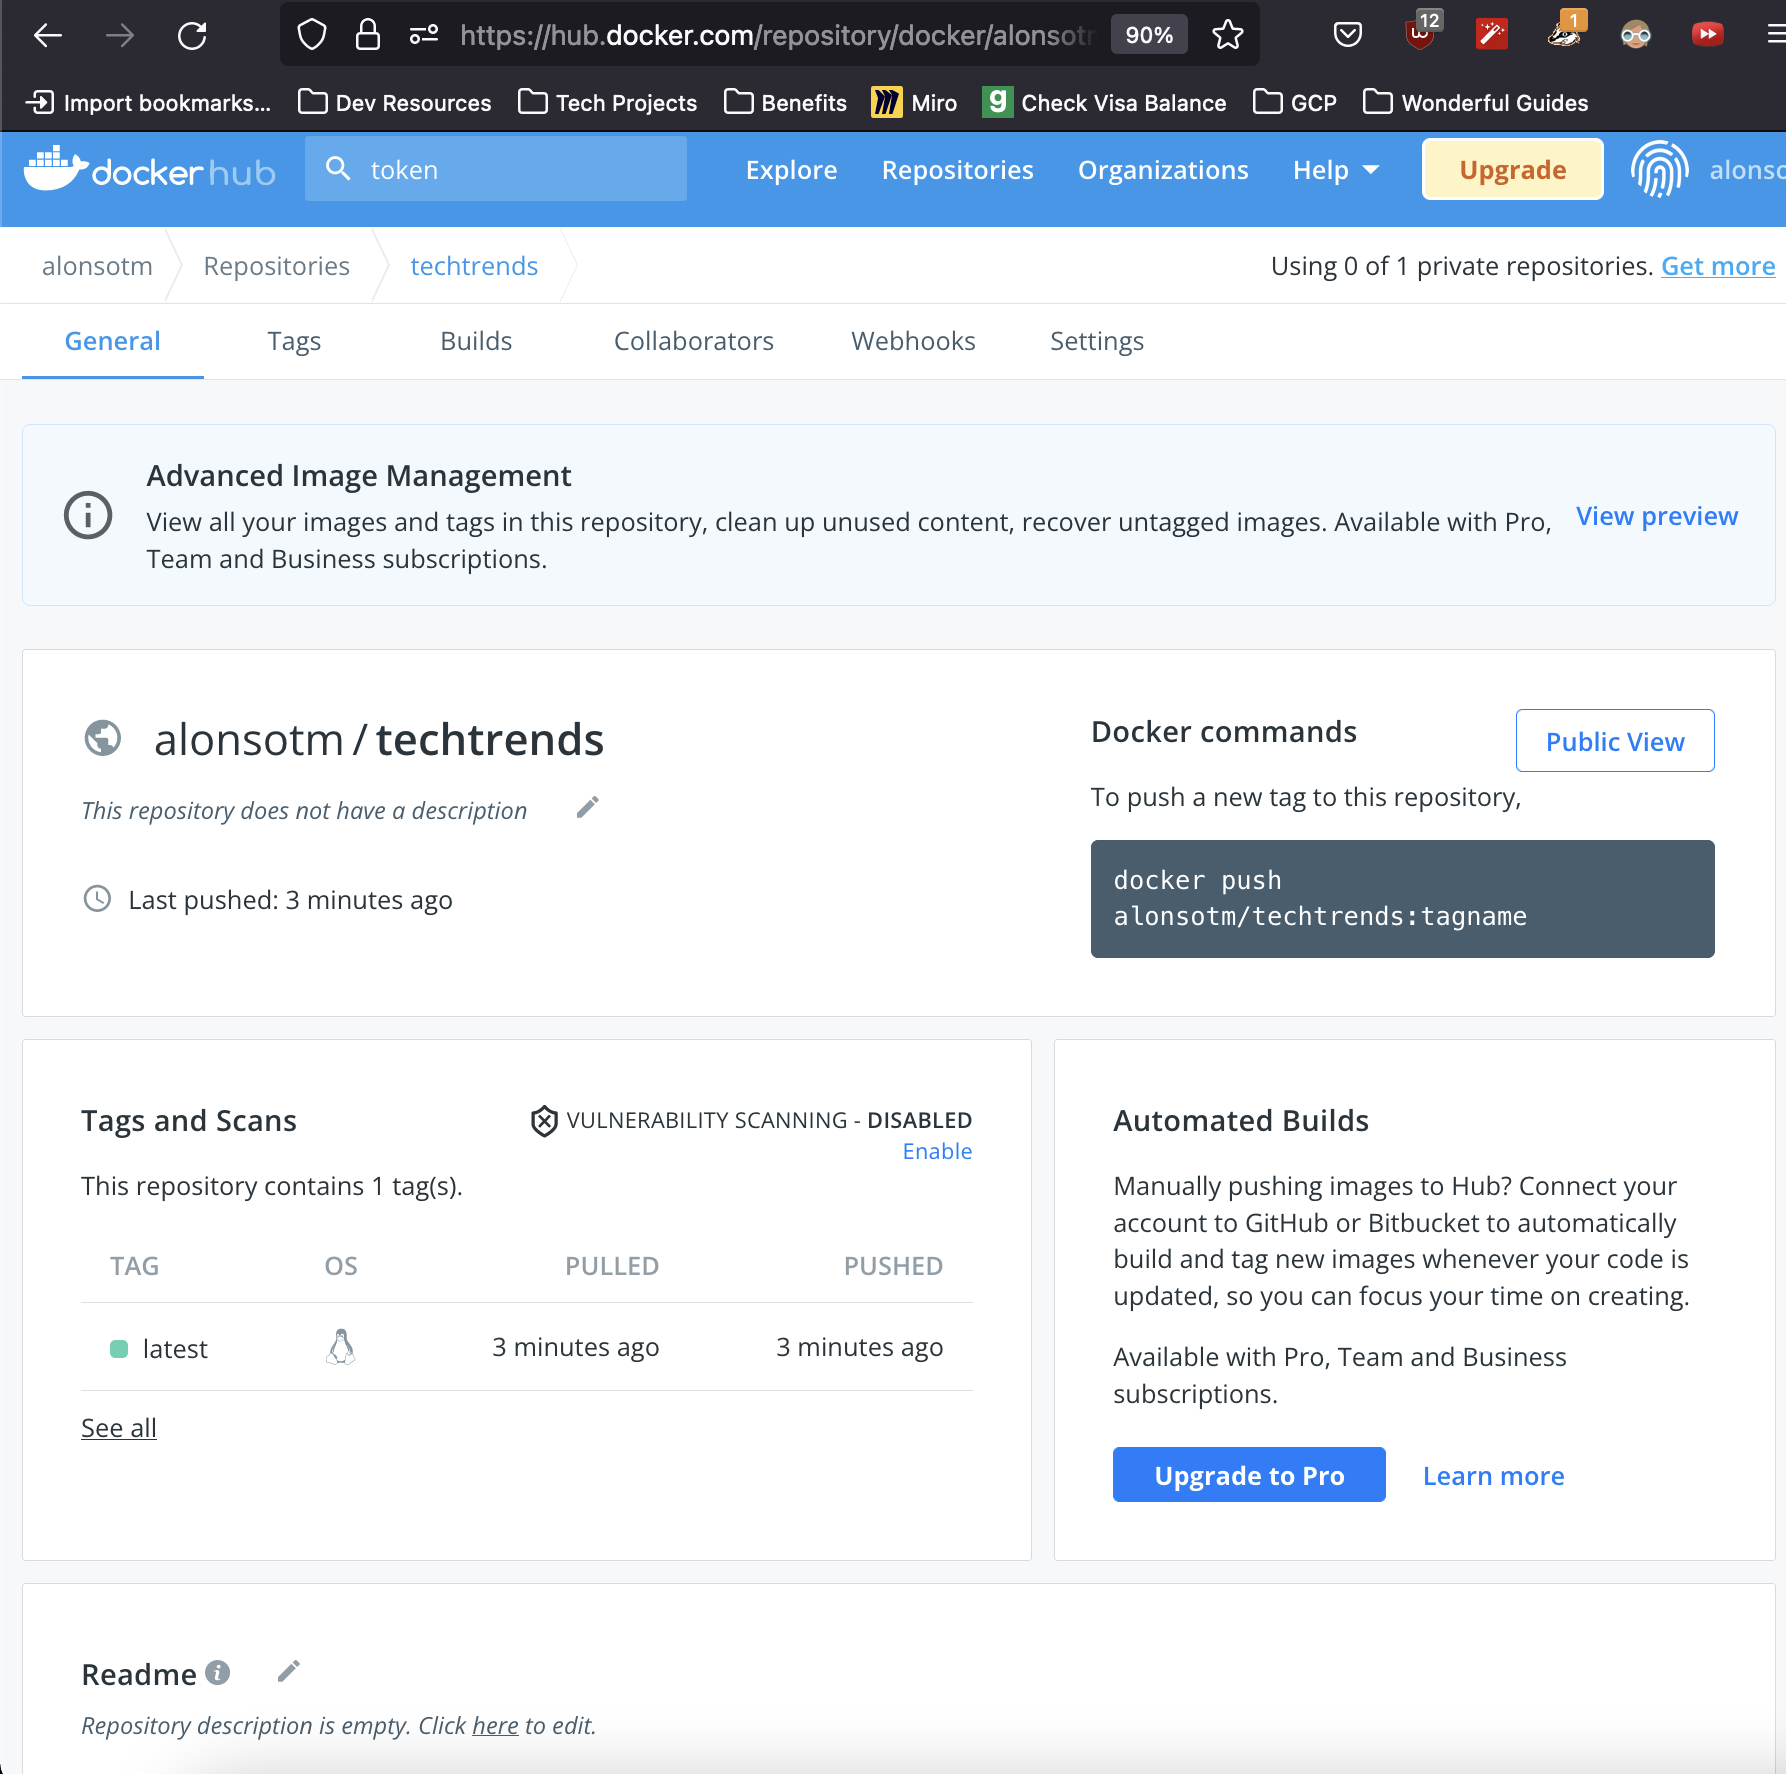 https://hub.docker.com/repository/docker/alonsot
90%
12
1
Import bookmarks...
Dev Resources
Tech Projects
Benefits
Miro
Check Visa Balance
GCP
Wonderful Guides
docker hub
token
Explore
Repositories
Organizations
Help
Upgrade
alonso
alonsotm
Repositories
techtrends
Using 0 of 1 private repositories. Get more
General
Tags
Builds
Collaborators
Webhooks
Settings
Advanced Image Management
View all your images and tags in this repository, clean up unused content, recover untagged images. Available with Pro,
Team and Business subscriptions.
View preview
alonsotm / techtrends
This repository does not have a description
Last pushed: 3 minutes ago
Docker commands
Public View
To push a new tag to this repository,
docker push
alonsotm/techtrends:tagname
Tags and Scans
VULNERABILITY SCANNING - DISABLED
Enable
This repository contains 1 tag(s).
TAG OS PULLED PUSHED
latest 3 minutes ago 3 minutes ago
See all
Automated Builds
Manually pushing images to Hub? Connect your
account to GitHub or Bitbucket to automatically
build and tag new images whenever your code is
updated, so you can focus your time on creating.
Available with Pro, Team and Business
subscriptions.
Upgrade to Pro
Learn more
Readme
Repository description is empty. Click here to edit.